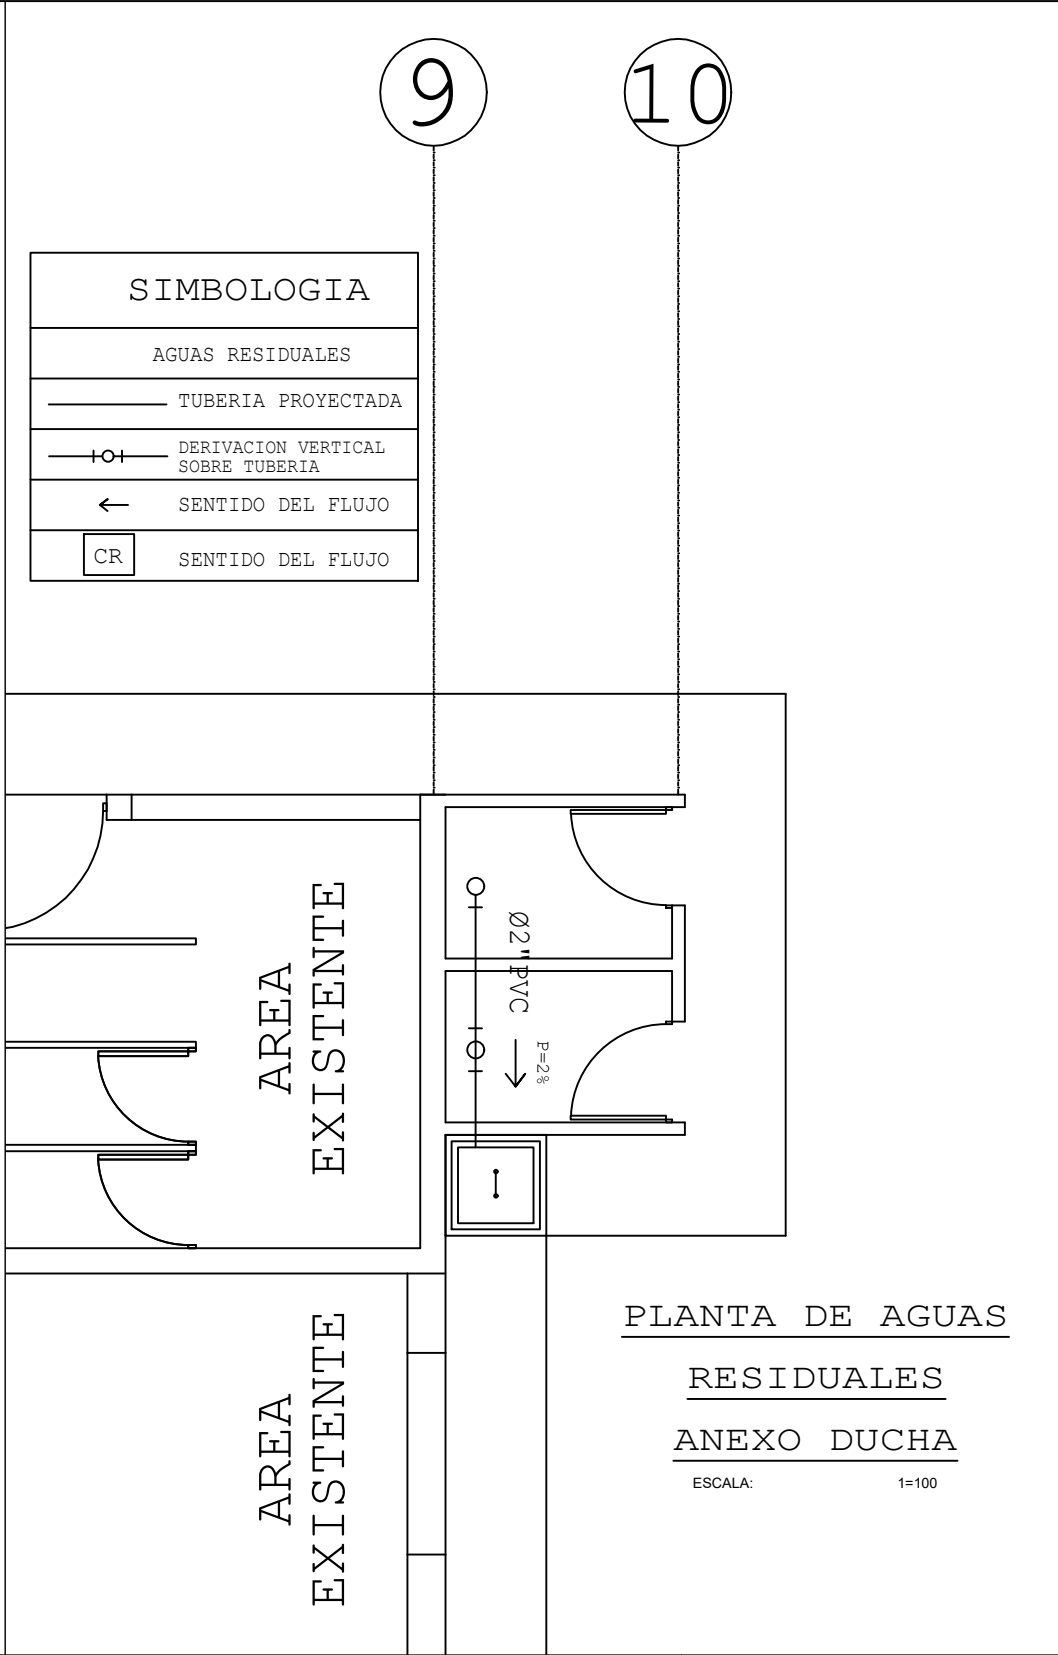 9
10
SIMBOLOGIA
AGUAS RESIDUALES
TUBERIA PROYECTADA
DERIVACION VERTICAL
SOBRE TUBERIA
SENTIDO DEL FLUJO
CR
SENTIDO DEL FLUJO
AREA
EXISTENTE
Ø2"PVC
P=2%
AREA
EXISTENTE
PLANTA DE AGUAS
RESIDUALES
ANEXO DUCHA
ESCALA: 1=100